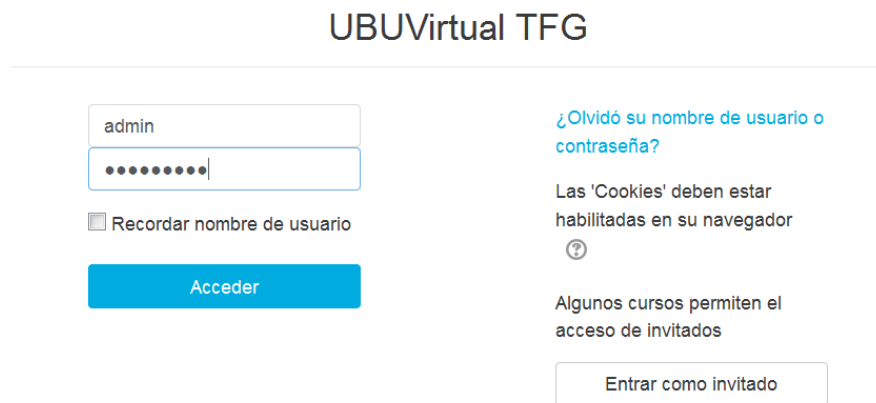 UBUVirtual TFG
admin
●●●●●●●●●
Recordar nombre de usuario
Acceder
¿Olvidó su nombre de usuario o
contraseña?
Las 'Cookies' deben estar
habilitadas en su navegador
?
Algunos cursos permiten el
acceso de invitados
Entrar como invitado